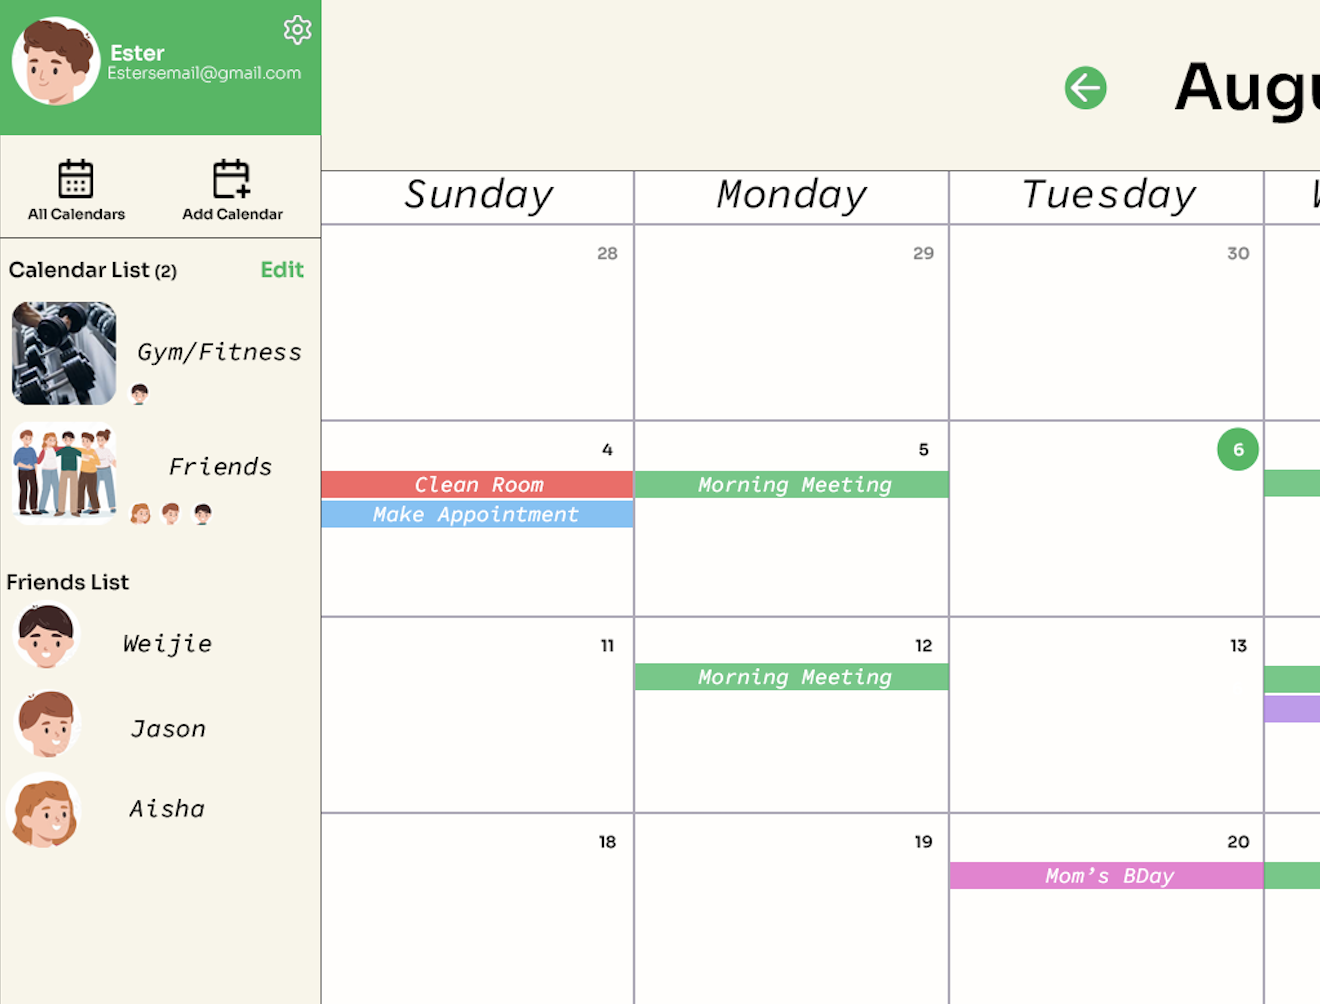 Ester
Estersemail@gmail.com
All Calendars
Add Calendar
Calendar List (2)
Edit
Gym/Fitness
Friends
Friends List
Weijie
Jason
Aisha
Augu
Sunday
Monday
Tuesday
28
29
30
4
5
6
Clean Room
Morning Meeting
Make Appointment
11
12
13
Morning Meeting
18
19
20
Mom's BDay